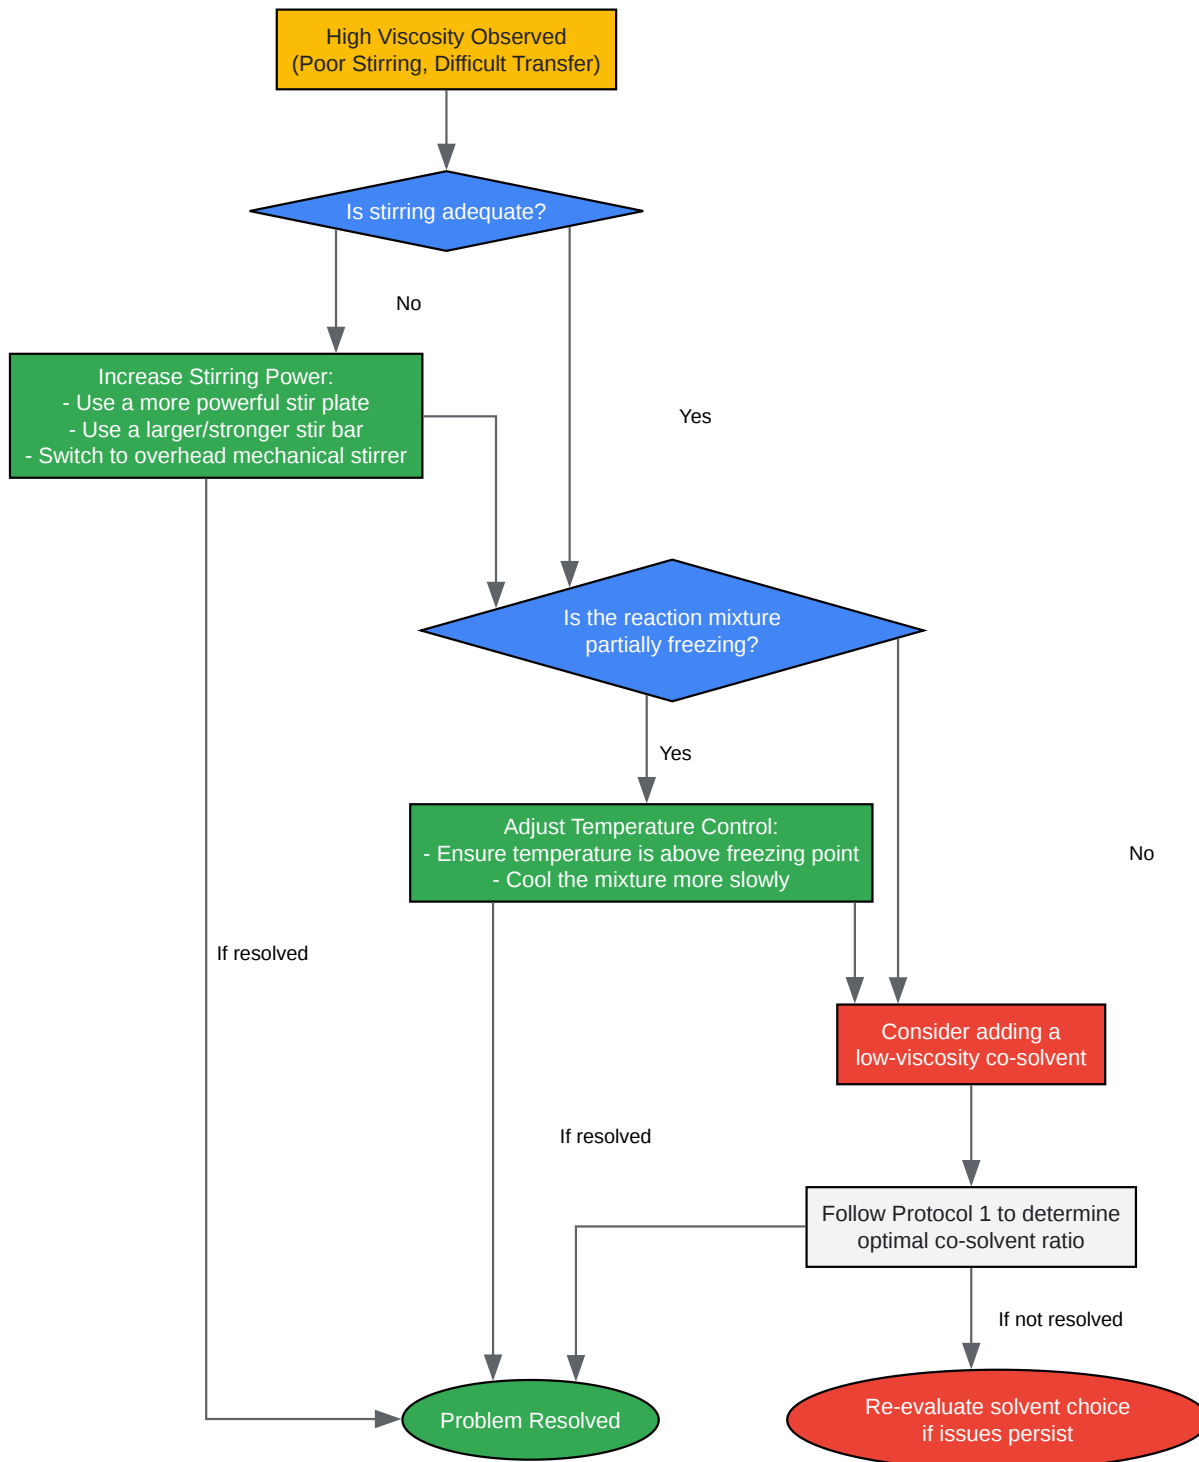 High Viscosity Observed
(Poor Stirring, Difficult Transfer)
Is stirring adequate?
No
Increase Stirring Power:
- Use a more powerful stir plate
- Use a larger/stronger stir bar
- Switch to overhead mechanical stirrer
Yes
Is the reaction mixture
partially freezing?
Yes
Adjust Temperature Control:
- Ensure temperature is above freezing point
- Cool the mixture more slowly
No
If resolved
Consider adding a
low-viscosity co-solvent
If resolved
Follow Protocol 1 to determine
optimal co-solvent ratio
If not resolved
Problem Resolved
Re-evaluate solvent choice
if issues persist